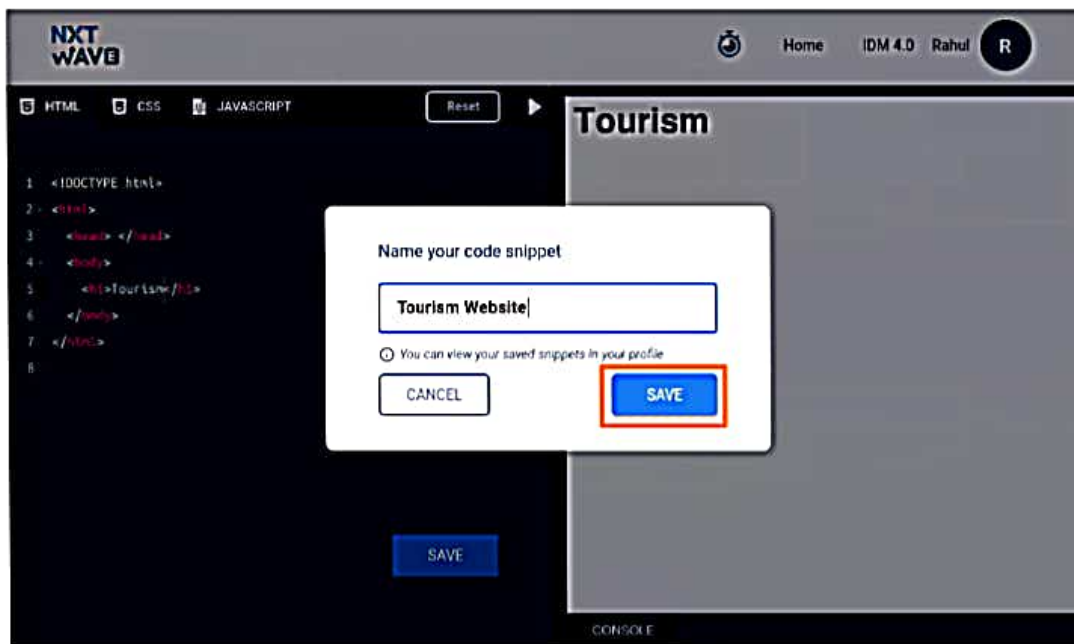 NXT
WAVE
Home IDM 4.0 Rahul R
HTML CSS JAVASCRIPT Reset
Tourism
1 <!DOCTYPE html>
2 <html>
3 <head> </head>
4 <body>
5 <h1>Tourism</h1>
6 </body>
7 </html>
8
Name your code snippet
Tourism Website
You can view your saved snippets in your profile
CANCEL SAVE
SAVE
CONSOLE